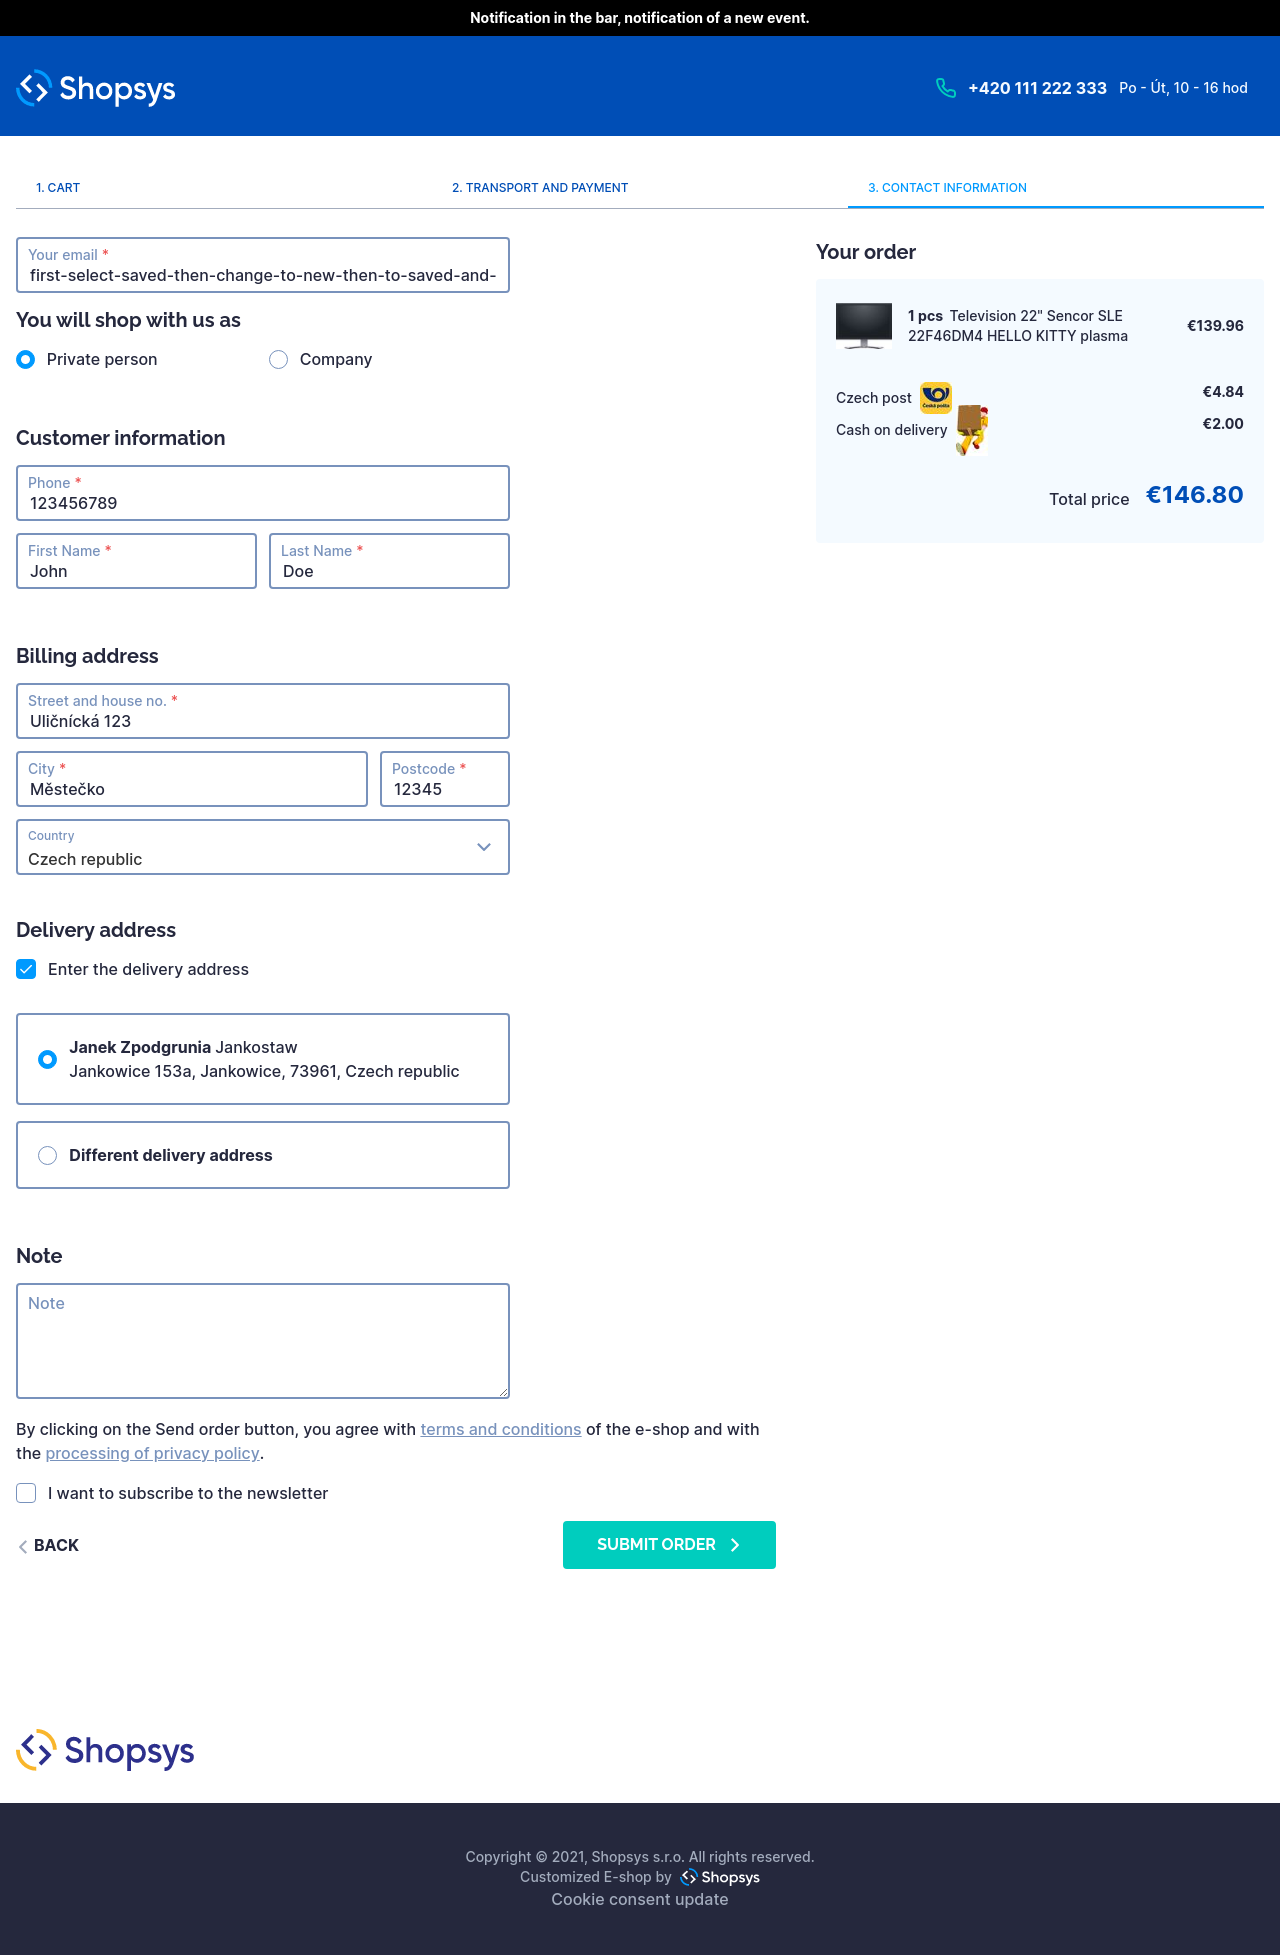 Notification in the bar, notification of a new event.
Shopsys
+420 111 222 333 Po - Út, 10 - 16 hod
1. CART
2. TRANSPORT AND PAYMENT
3. CONTACT INFORMATION
Your email *
first-select-saved-then-change-to-new-then-to-saved-and-
You will shop with us as
Private person
Company
Customer information
Phone *
123456789
First Name *
John
Last Name *
Doe
Billing address
Street and house no. *
Uličnícká 123
City *
Městečko
Postcode *
12345
Country
Czech republic
Delivery address
Enter the delivery address
Janek Zpodgrunia Jankostaw
Jankowice 153a, Jankowice, 73961, Czech republic
Different delivery address
Note
Note
By clicking on the Send order button, you agree with terms and conditions of the e-shop and with
the processing of privacy policy.
I want to subscribe to the newsletter
BACK
SUBMIT ORDER
Your order
1 pcs Television 22" Sencor SLE
22F46DM4 HELLO KITTY plasma
€139.96
Czech post
Česká pošta
€4.84
Cash on delivery
€2.00
Total price €146.80
Shopsys
Copyright © 2021, Shopsys s.r.o. All rights reserved.
Customized E-shop by Shopsys
Cookie consent update